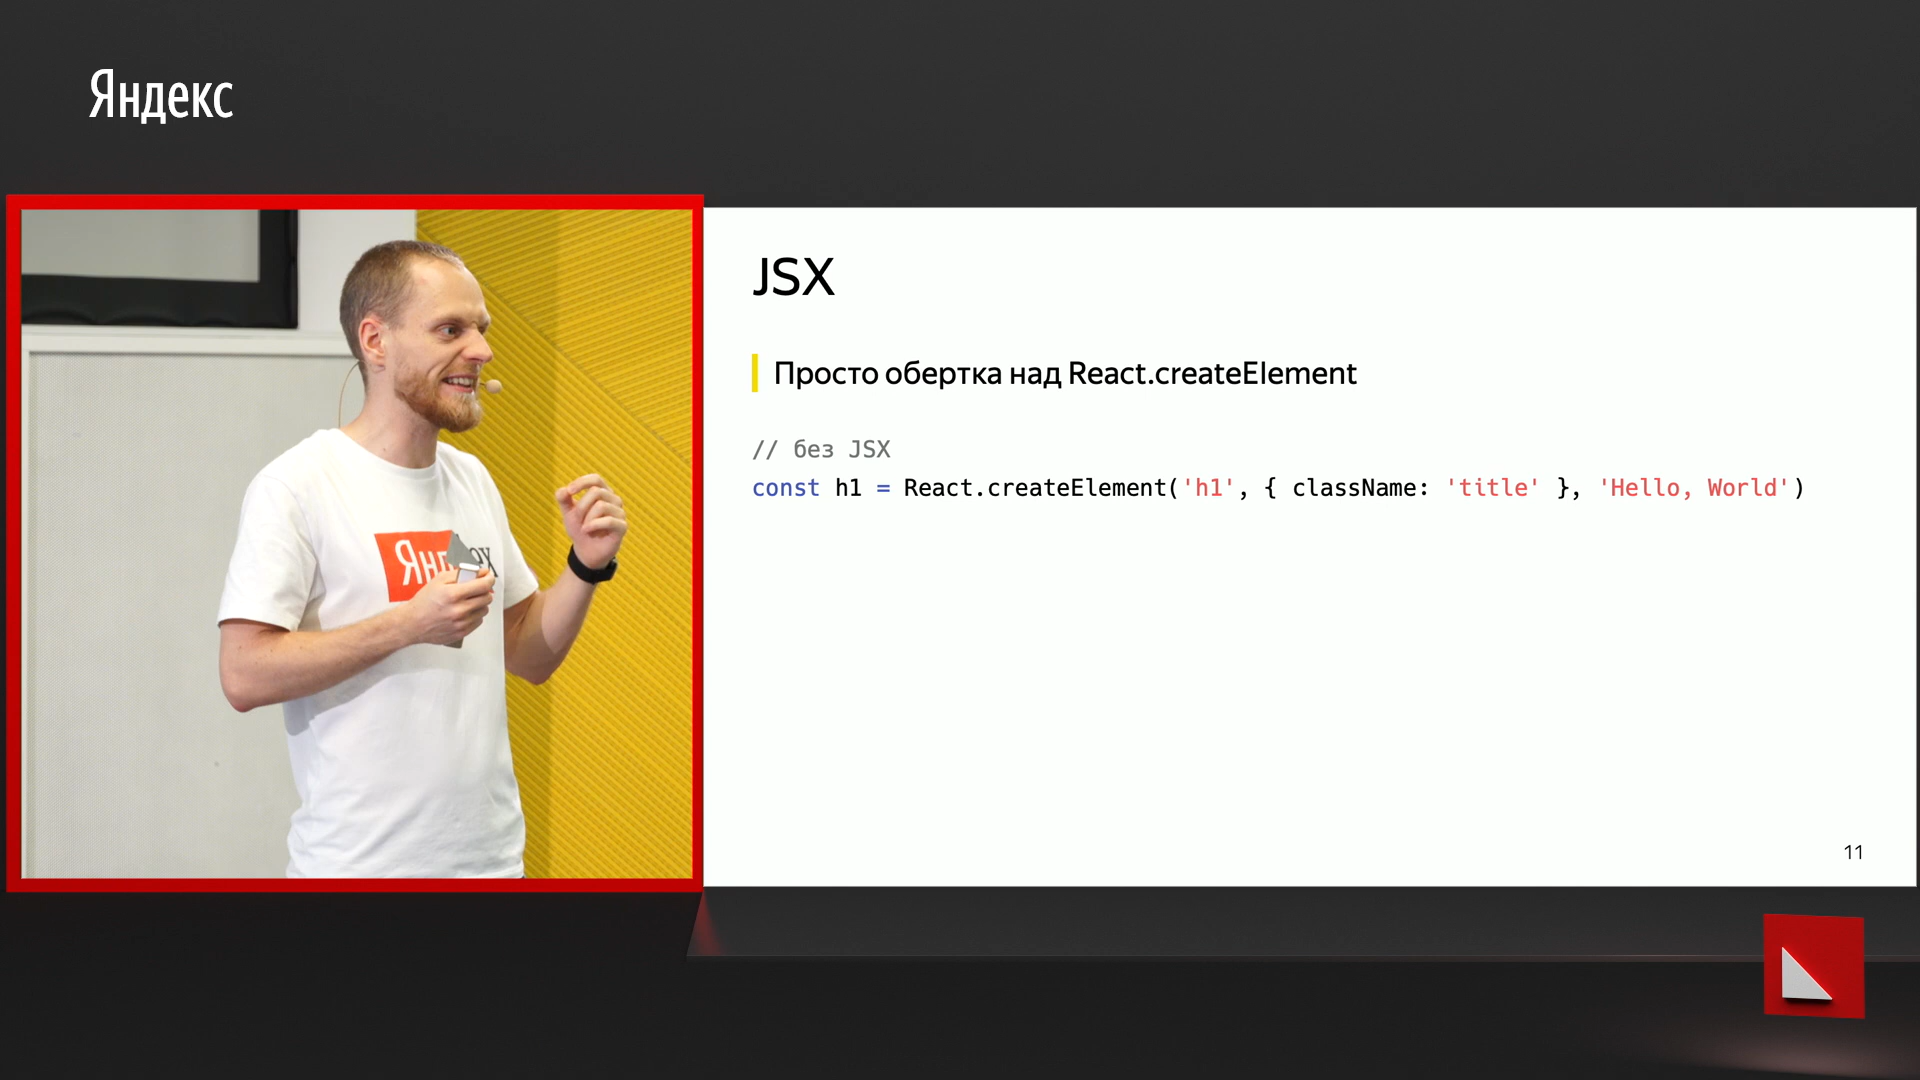 Яндекс
JSX
Просто обертка над React.createElement
// без JSX
const h1 = React.createElement('h1', { className: 'title' }, 'Hello, World')
11